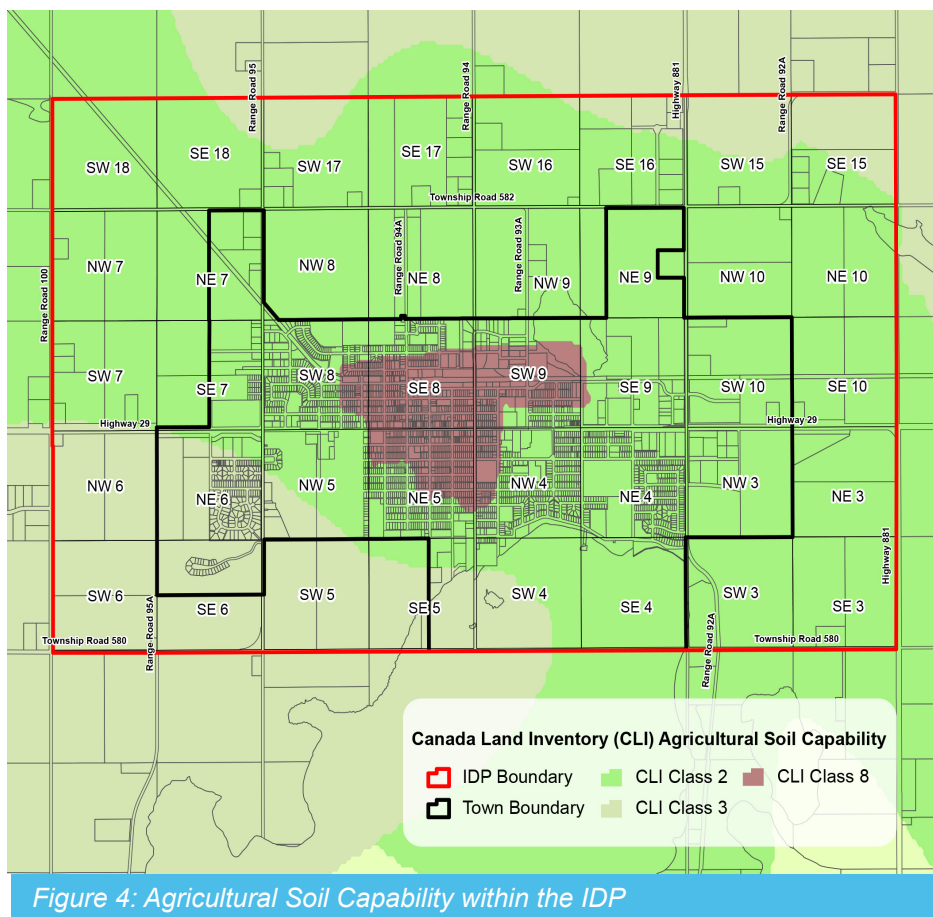 Range Road 95
Range Road 94
Highway 881
Range Road 92A
SW 18
SE 18
SW 17
SE 17
SW 16
SE 16
SW 15
SE 15
Township Road 582
Range Road 100
NW 7
NE 7
NW 8
Range Road 94A
NE 8
Range Road 93A
NW 9
NE 9
NW 10
NE 10
SW 7
SE 7
SW 8
SE 8
SW 9
SE 9
SW 10
SE 10
Highway 29
Highway 29
NW 6
NE 6
NW 5
NE 5
NW 4
NE 4
NW 3
NE 3
Highway 881
SW 6
Range Road 95A
SE 6
SW 5
SE 5
SW 4
SE 4
SW 3
Range Road 92A
SE 3
Township Road 580
Township Road 580
Canada Land Inventory (CLI) Agricultural Soil Capability
IDP Boundary
CLI Class 2
CLI Class 8
Town Boundary
CLI Class 3
Figure 4: Agricultural Soil Capability within the IDP